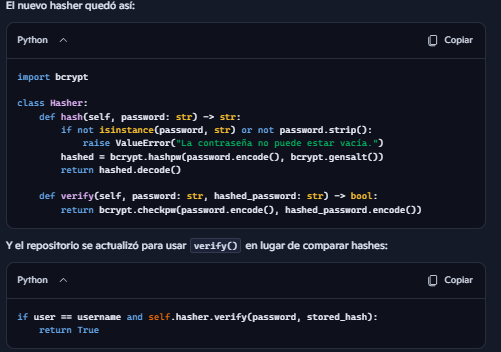 El nuevo hasher quedó así:
Python
Copiar
import bcrypt
class Hasher:
    def hash(self, password: str) -> str:
        if not isinstance(password, str) or not password.strip():
            raise ValueError("La contraseña no puede estar vacía.")
        hashed = bcrypt.hashpw(password.encode(), bcrypt.gensalt())
        return hashed.decode()
    def verify(self, password: str, hashed_password: str) -> bool:
        return bcrypt.checkpw(password.encode(), hashed_password.encode())
Y el repositorio se actualizó para usar verify() en lugar de comparar hashes:
Python
Copiar
if user == username and self.hasher.verify(password, stored_hash):
    return True